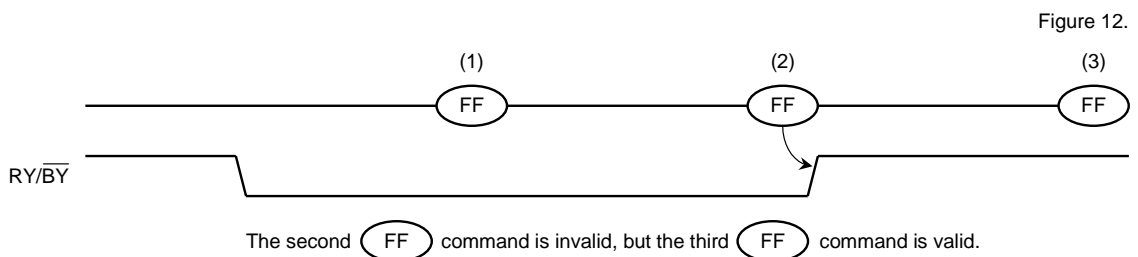 Figure 12.
(1) (2) (3)
FF FF FF
RY/BY
The second FF command is invalid, but the third FF command is valid.